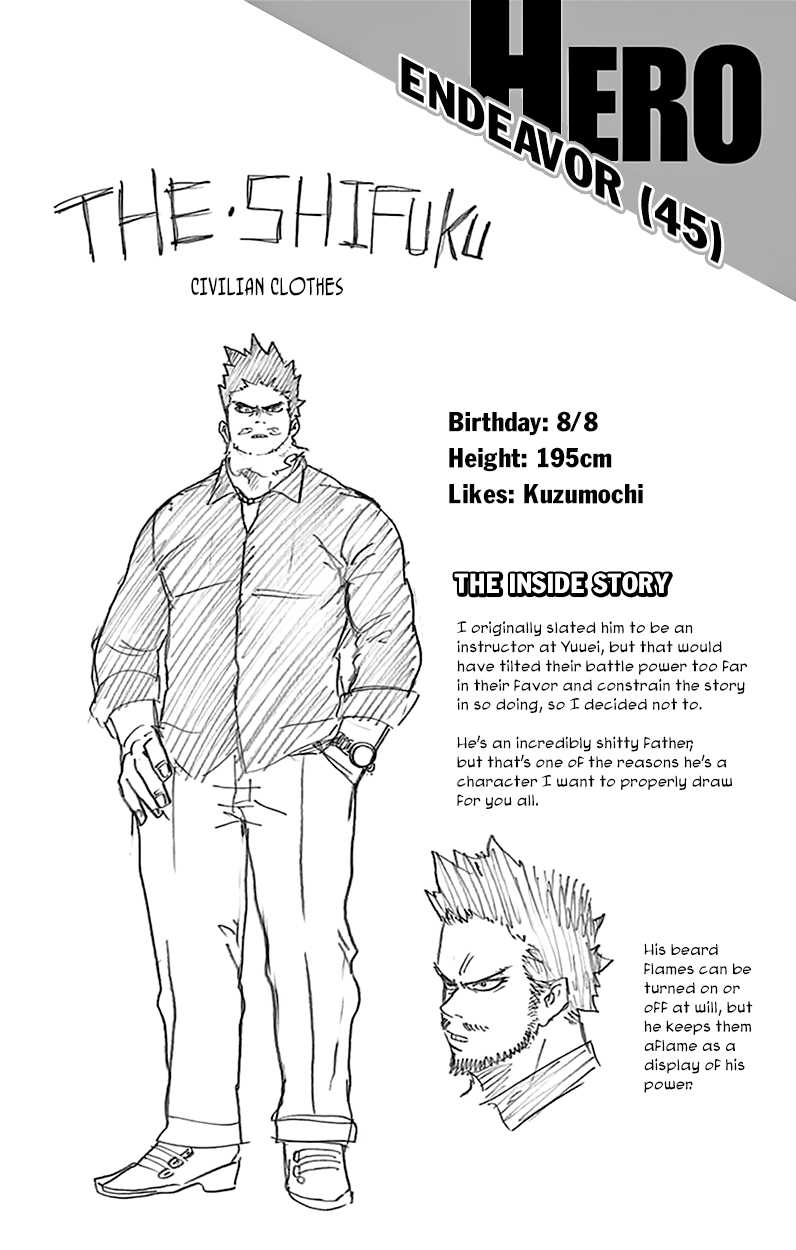 HERO
ENDEAVOR (45)
THE·SHIFUKU
CIVILIAN CLOTHES
Birthday: 8/8
Height: 195cm
Likes: Kuzumochi
THE INSIDE STORY
I originally slated him to be an
instructor at Yuuei, but that would
have tilted their battle power too far
in their favor and constrain the story
in so doing, so I decided not to.
He's an incredibly shitty father,
but that's one of the reasons he's a
character I want to properly draw
for you all.
His beard
flames can be
turned on or
off at will, but
he keeps them
aflame as a
display of his
power.